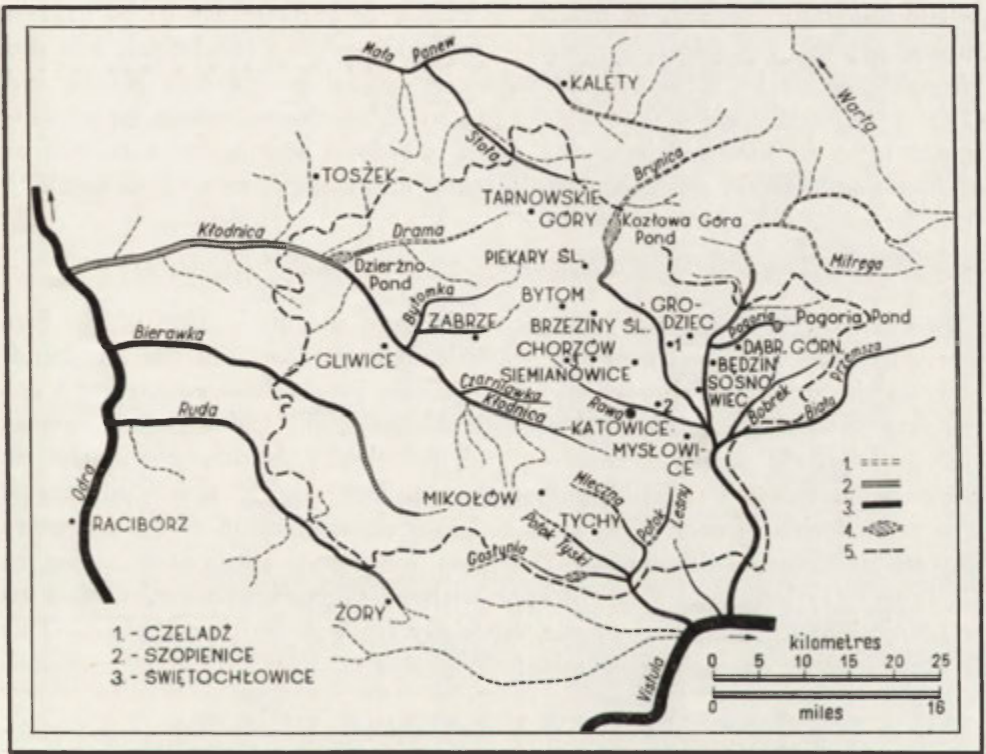 Mała Panew
KALETY
Warta
Stoła
Brynica
TOSZEK
TARNOWSKIE
GÓRY
Kozłowa Góra
Pond
Kłodnica
Drama
Dzierżno
Pond
PIEKARY ŚL.
Mitręga
Bytomka
BYTOM
GRO-
DZIEC
Pogoria
Pogoria Pond
ZABRZE
BRZEZINY ŚL.
1
DĄBR. GÓRN.
Bierawka
GLIWICE
CHORZÓW
BĘDZIN
SIEMIANOWICE
SOSNO
WIEC
Przemsza
Czarniawka
Bobrek
Biała
Kłodnica
Rawa
2
Ruda
KATOWICE
MYSŁOWI-
CE
Odra
RACIBÓRZ
MIKOŁÓW
Mleczna
TYCHY
Potok
Leśny
Potok Tyski
Gostynia
ŻORY
Vistula
1.
2.
3.
4.
5.
1. - CZELADŹ
2. - SZOPIENICE
3. - ŚWIĘTOCHŁOWICE
kilometres
0 5 10 15 20 25
0 16
miles